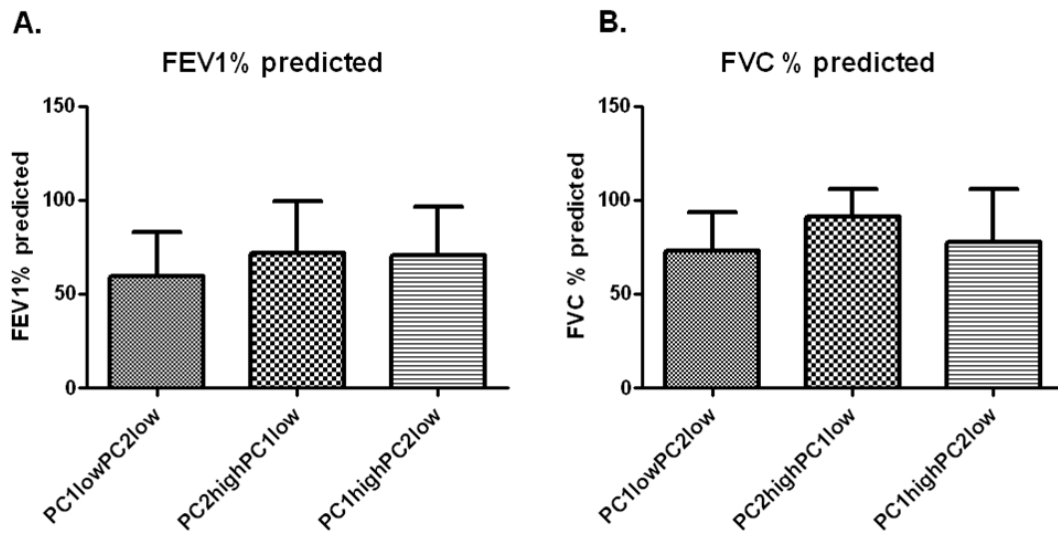 A.
FEV1% predicted
FEV1% predicted
150
100
50
0
PC1lowPC2low
PC2highPC1low
PC1highPC2low
B.
FVC % predicted
FVC % predicted
150
100
50
0
PC1lowPC2low
PC2highPC1low
PC1highPC2low